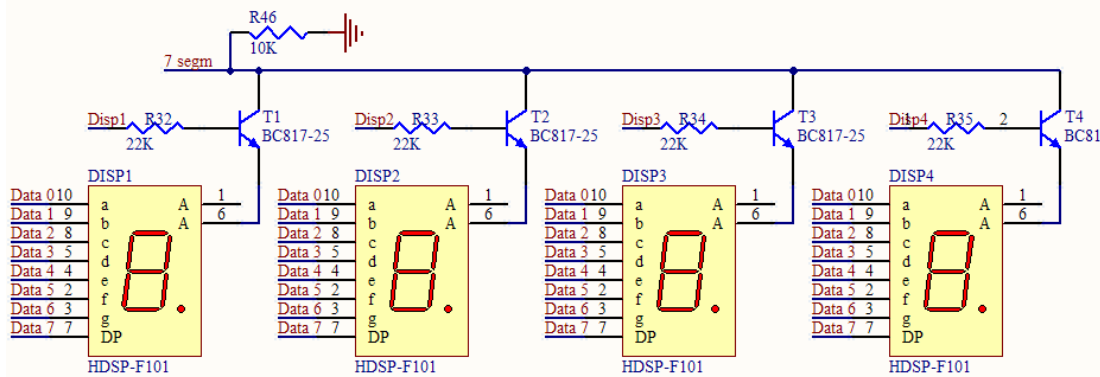 R46
10K
7 segm
Disp1 R32 T1
22K BC817-25
Disp2 R33 T2
22K BC817-25
Disp3 R34 T3
22K BC817-25
Disp4 1 R35 2 T4
22K BC81
DISP1
Data 0 10 a A 1
Data 1 9 b A 6
Data 2 8 c
Data 3 5 d
Data 4 4 e
Data 5 2 f
Data 6 3 g
Data 7 7 DP
HDSP-F101
DISP2
Data 0 10 a A 1
Data 1 9 b A 6
Data 2 8 c
Data 3 5 d
Data 4 4 e
Data 5 2 f
Data 6 3 g
Data 7 7 DP
HDSP-F101
DISP3
Data 0 10 a A 1
Data 1 9 b A 6
Data 2 8 c
Data 3 5 d
Data 4 4 e
Data 5 2 f
Data 6 3 g
Data 7 7 DP
HDSP-F101
DISP4
Data 0 10 a A 1
Data 1 9 b A 6
Data 2 8 c
Data 3 5 d
Data 4 4 e
Data 5 2 f
Data 6 3 g
Data 7 7 DP
HDSP-F101